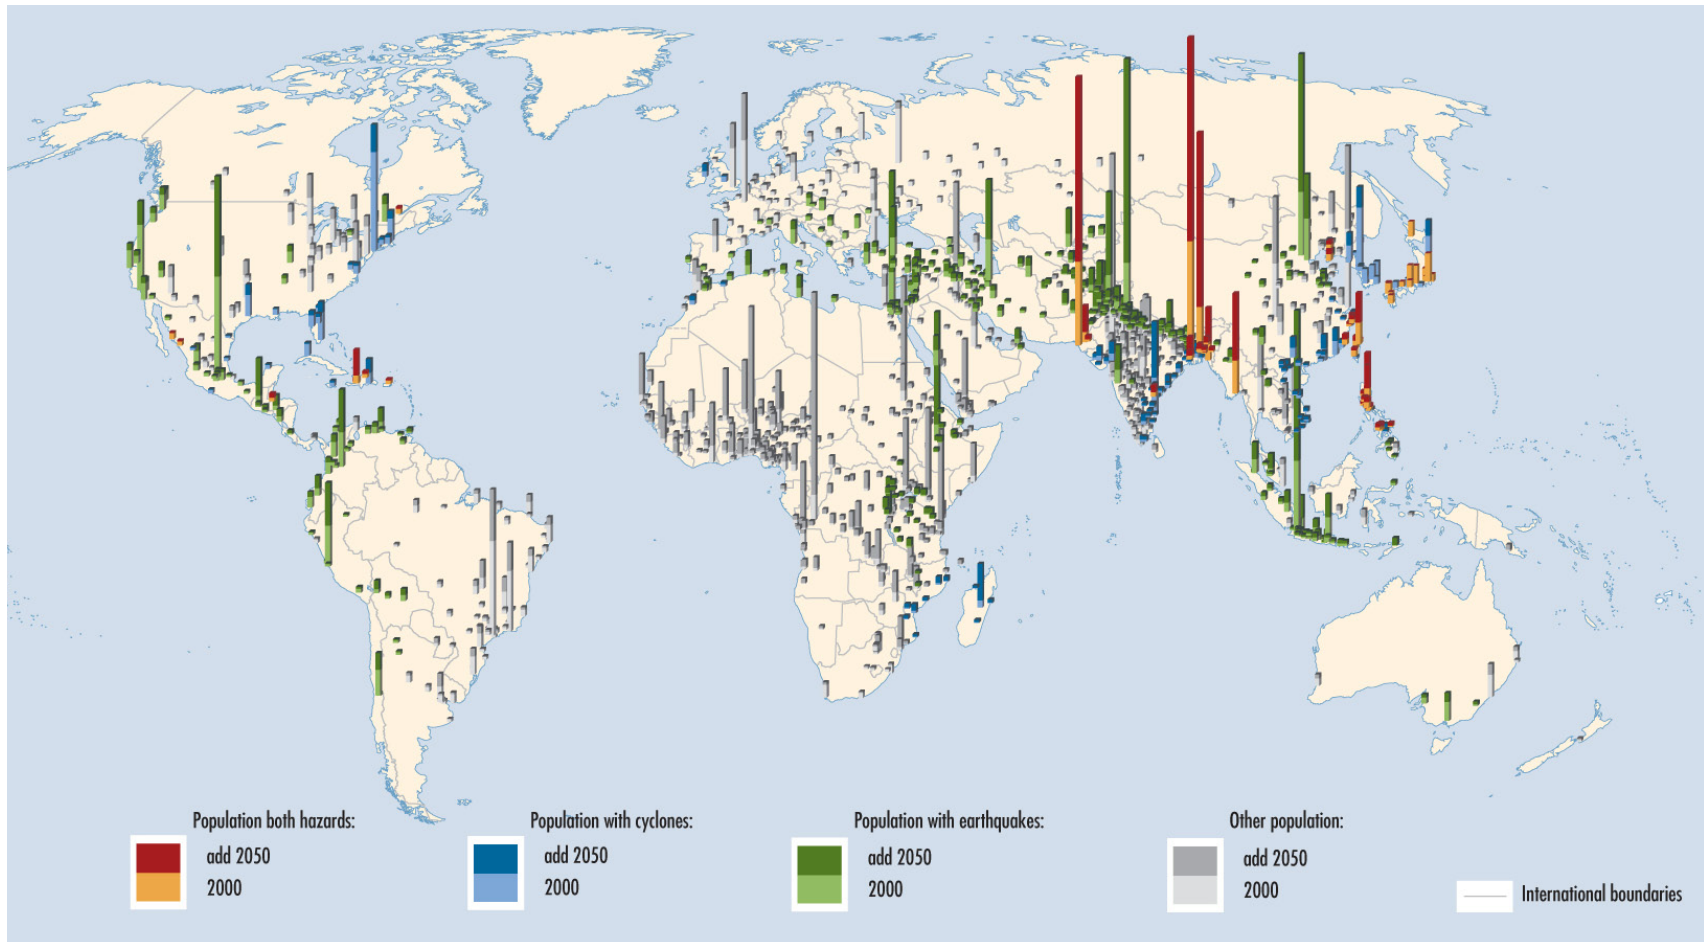 Population both hazards:
add 2050
2000
Population with cyclones:
add 2050
2000
Population with earthquakes:
add 2050
2000
Other population:
add 2050
2000
International boundaries